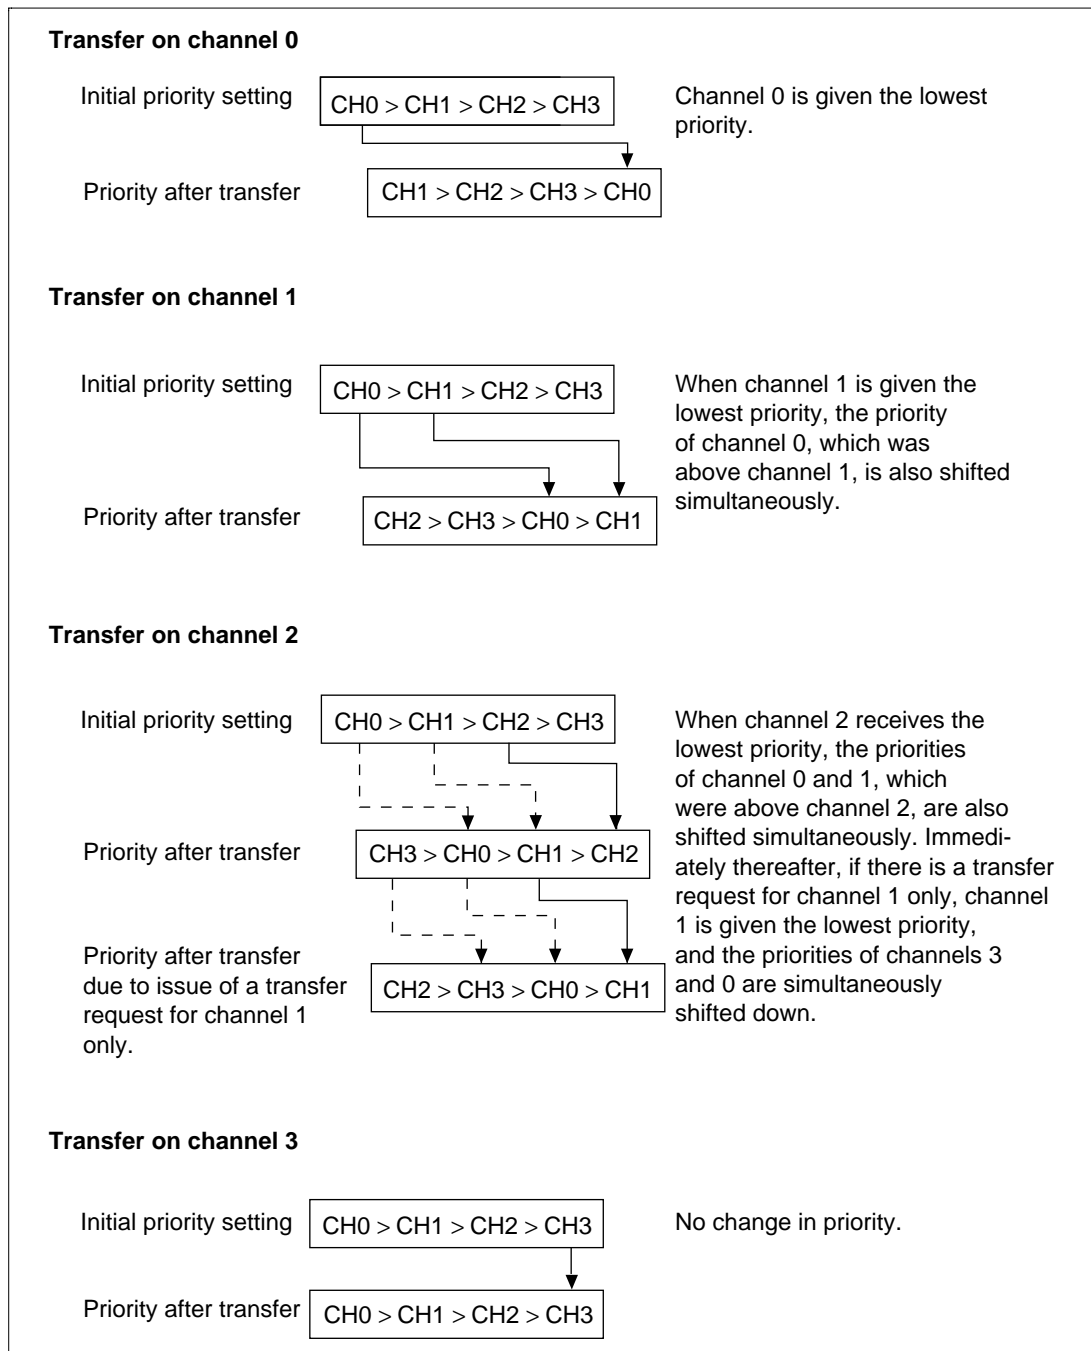 Transfer on channel 0
Initial priority setting
CH0 > CH1 > CH2 > CH3
Channel 0 is given the lowest
priority.
Priority after transfer
CH1 > CH2 > CH3 > CH0
Transfer on channel 1
Initial priority setting
CH0 > CH1 > CH2 > CH3
When channel 1 is given the
lowest priority, the priority
of channel 0, which was
above channel 1, is also shifted
simultaneously.
Priority after transfer
CH2 > CH3 > CH0 > CH1
Transfer on channel 2
Initial priority setting
CH0 > CH1 > CH2 > CH3
When channel 2 receives the
lowest priority, the priorities
of channel 0 and 1, which
were above channel 2, are also
shifted simultaneously. Immedi-
ately thereafter, if there is a transfer
request for channel 1 only, channel
1 is given the lowest priority,
and the priorities of channels 3
and 0 are simultaneously
shifted down.
Priority after transfer
CH3 > CH0 > CH1 > CH2
Priority after transfer
due to issue of a transfer
request for channel 1
only.
CH2 > CH3 > CH0 > CH1
Transfer on channel 3
Initial priority setting
CH0 > CH1 > CH2 > CH3
No change in priority.
Priority after transfer
CH0 > CH1 > CH2 > CH3